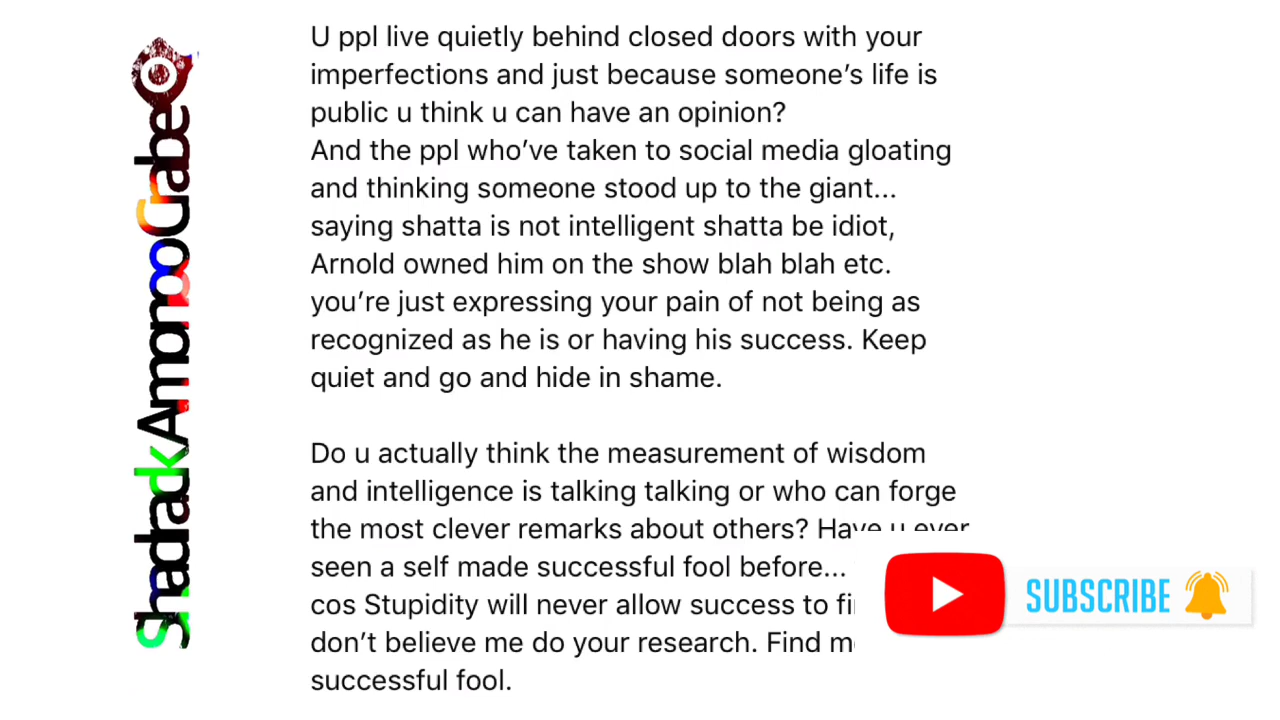 U ppl live quietly behind closed doors with your
imperfections and just because someone's life is
public u think u can have an opinion?
And the ppl who've taken to social media gloating
and thinking someone stood up to the giant...
saying shatta is not intelligent shatta be idiot,
Arnold owned him on the show blah blah etc.
you're just expressing your pain of not being as
recognized as he is or having his success. Keep
quiet and go and hide in shame.
Do u actually think the measurement of wisdom
and intelligence is talking talking or who can forge
the most clever remarks about others? Have u ever
seen a self made successful fool before...
cos Stupidity will never allow success to
don't believe me do your research. Find
successful fool.
Shadrack Amonoo Grabe
SUBSCRIBE